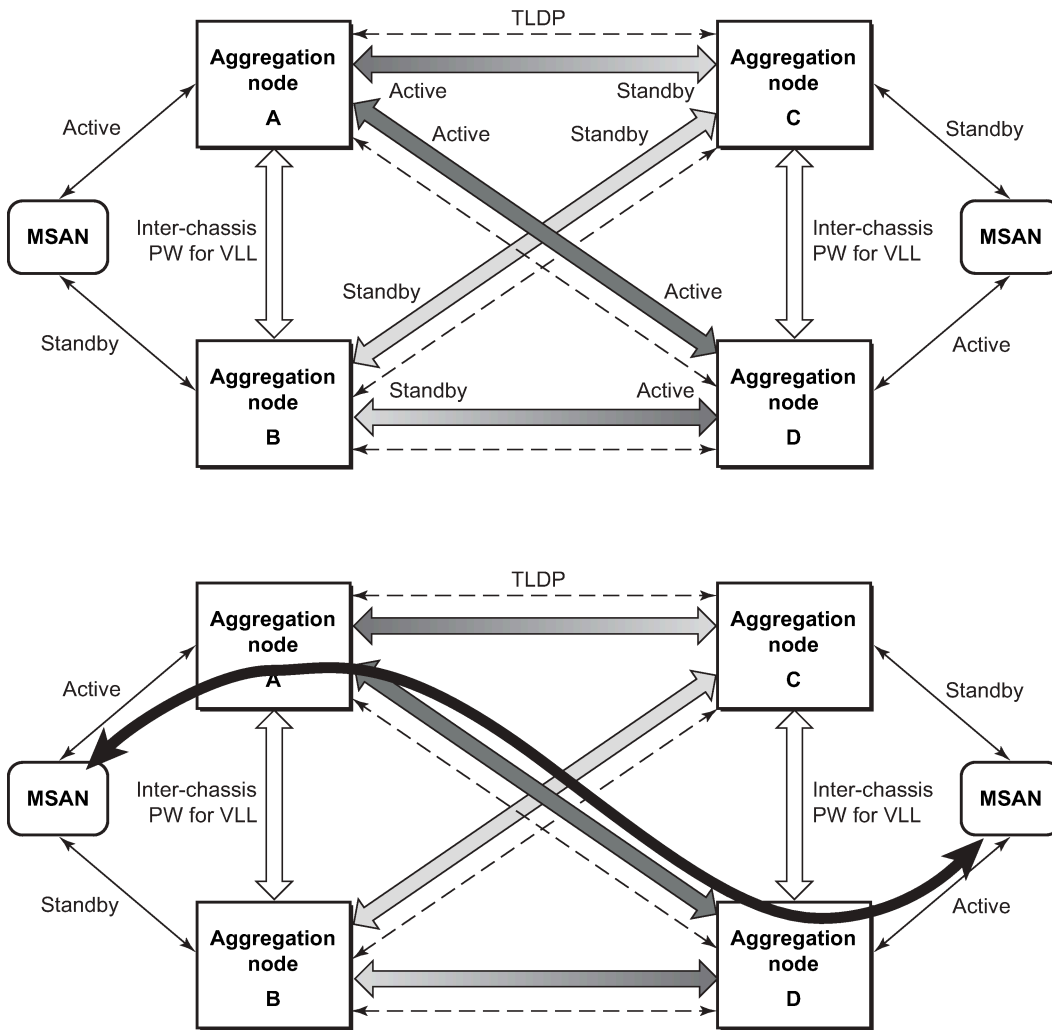 TLDP
Aggregation
node
A
Aggregation
node
C
Active
Standby
Active
Standby
Active
Standby
MSAN
Inter-chassis
PW for VLL
Inter-chassis
PW for VLL
MSAN
Standby
Active
Standby
Active
Aggregation
node
B
Standby
Active
Aggregation
node
D
TLDP
Aggregation
node
A
Aggregation
node
C
Active
Standby
MSAN
Inter-chassis
PW for VLL
Inter-chassis
PW for VLL
MSAN
Standby
Active
Aggregation
node
B
Aggregation
node
D